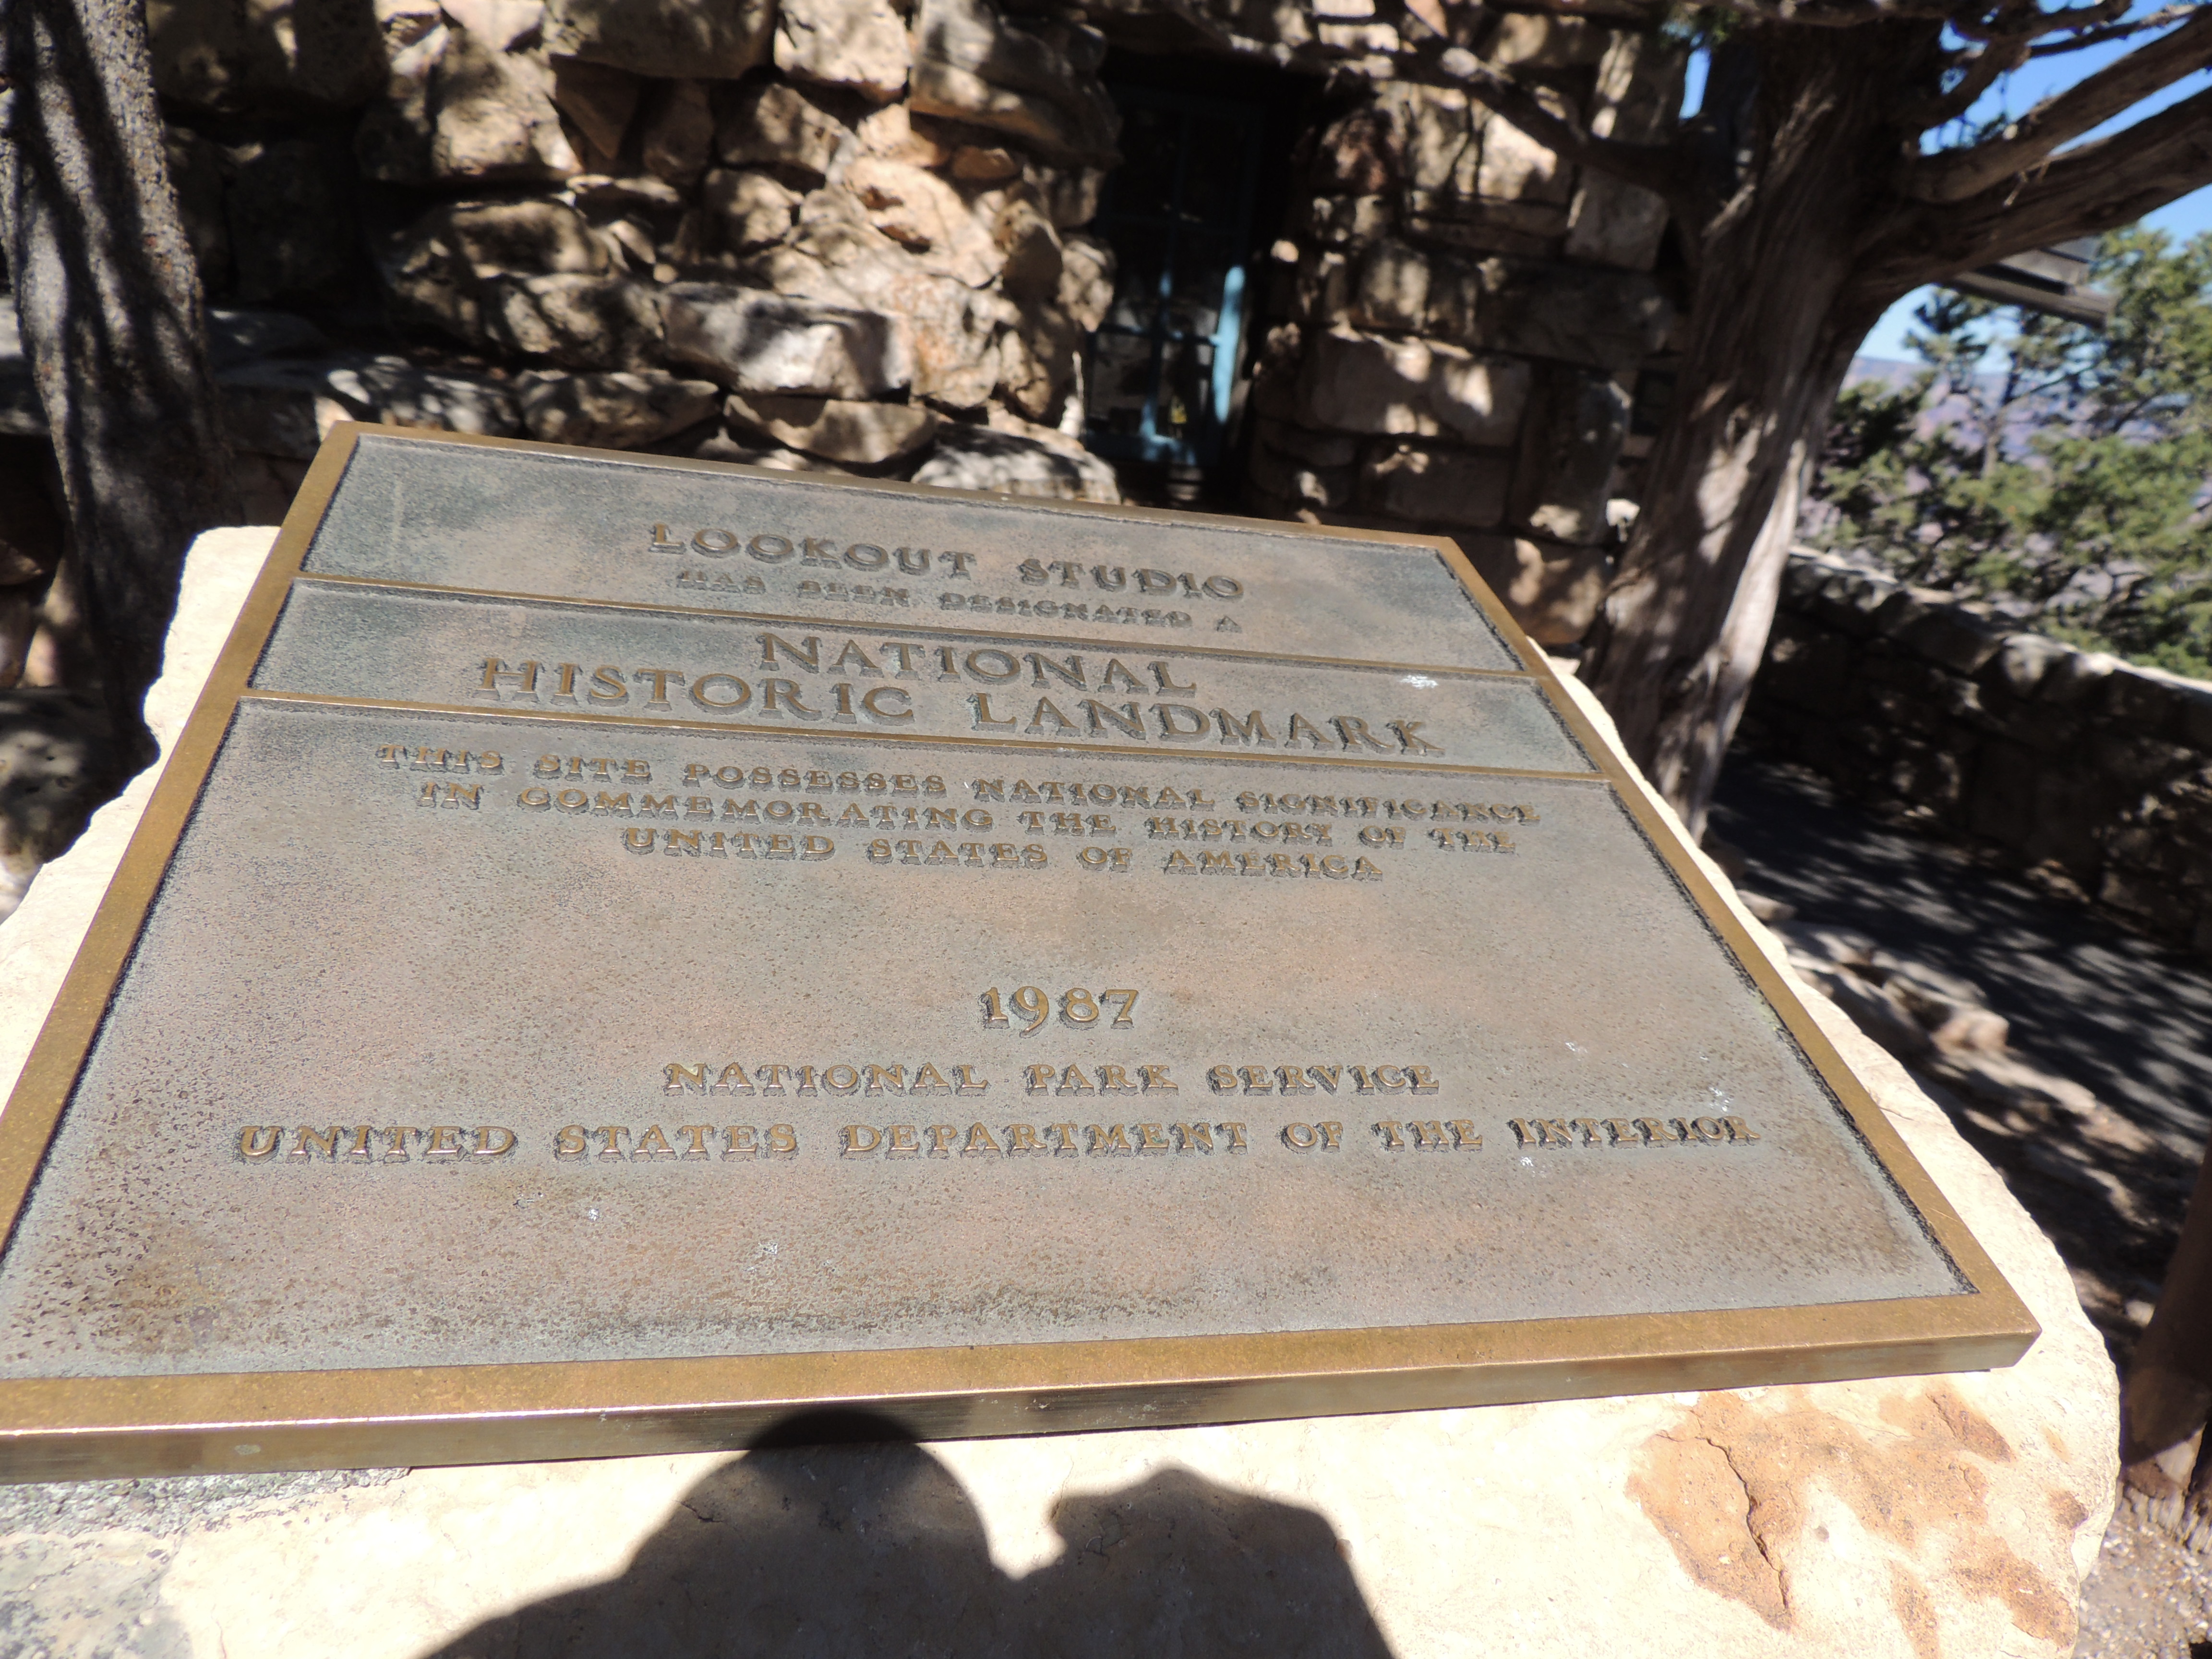 LOOKOUT STUDIO
HAS BEEN DESIGNATED A
NATIONAL
HISTORIC LANDMARK
THIS SITE POSSESSES NATIONAL SIGNIFICANCE
IN COMMEMORATING THE HISTORY OF THE
UNITED STATES OF AMERICA
1987
NATIONAL PARK SERVICE
UNITED STATES DEPARTMENT OF THE INTERIOR